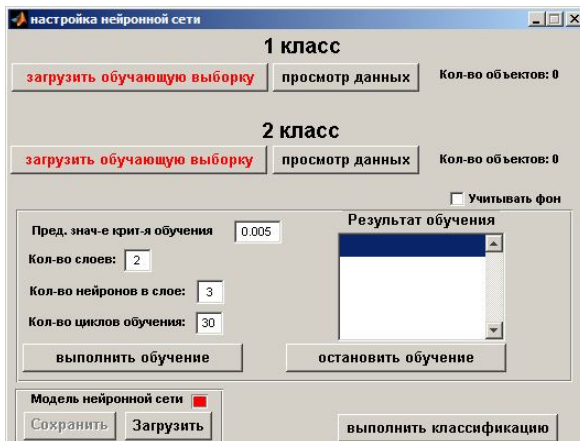 настройка нейронной сети
1 класс
загрузить обучающую выборку просмотр данных Кол-во объектов: 0
2 класс
загрузить обучающую выборку просмотр данных Кол-во объектов: 0
Учитывать фон
Результат обучения
Пред. знач-е крит-я обучения 0.005
Кол-во слоев: 2
Кол-во нейронов в слое: 3
Кол-во циклов обучения: 30
выполнить обучение остановить обучение
Модель нейронной сети
Сохранить Загрузить выполнить классификацию